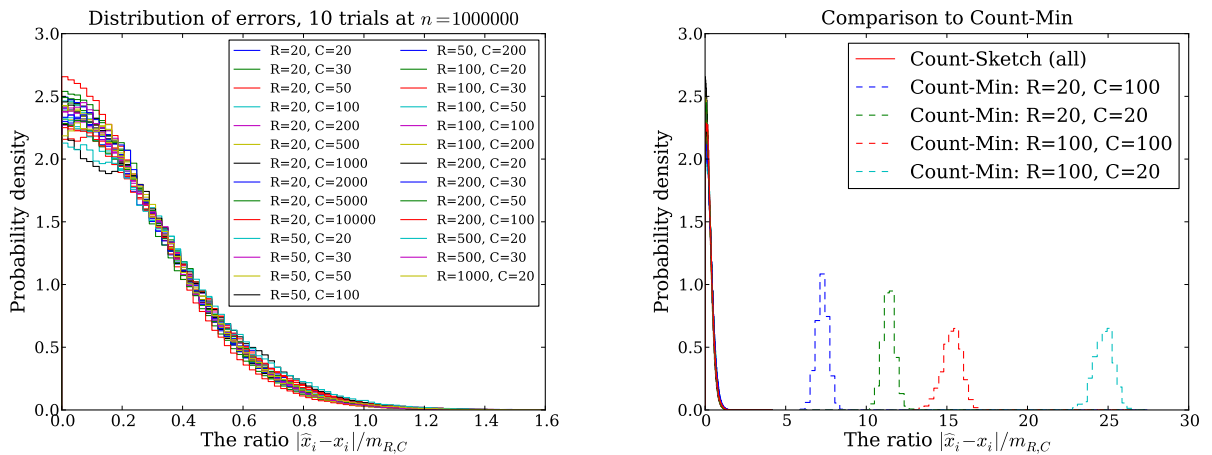 Distribution of errors, 10 trials at n=1000000
3.0
2.5
2.0
1.5
1.0
0.5
0.0
Probability density
R=20, C=20
R=20, C=30
R=20, C=50
R=20, C=100
R=20, C=200
R=20, C=500
R=20, C=1000
R=20, C=2000
R=20, C=5000
R=20, C=10000
R=50, C=20
R=50, C=30
R=50, C=50
R=50, C=100
R=50, C=200
R=100, C=20
R=100, C=30
R=100, C=50
R=100, C=100
R=100, C=200
R=200, C=20
R=200, C=30
R=200, C=50
R=200, C=100
R=500, C=20
R=500, C=30
R=1000, C=20
0.0 0.2 0.4 0.6 0.8 1.0 1.2 1.4 1.6
The ratio |x̂ᵢ−xᵢ|/m_{R,C}
Comparison to Count-Min
3.0
2.5
2.0
1.5
1.0
0.5
0.0
Probability density
Count-Sketch (all)
Count-Min: R=20, C=100
Count-Min: R=20, C=20
Count-Min: R=100, C=100
Count-Min: R=100, C=20
0 5 10 15 20 25 30
The ratio |x̂ᵢ−xᵢ|/m_{R,C}